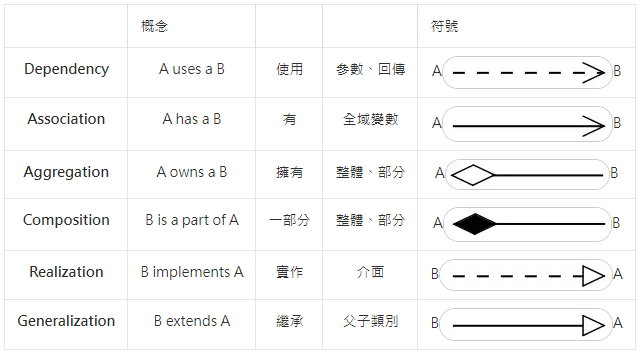 概念 符號
Dependency A uses a B 使用 參數、回傳 A B
Association A has a B 有 全域變數 A B
Aggregation A owns a B 擁有 整體、部分 A B
Composition B is a part of A 一部分 整體、部分 A B
Realization B implements A 實作 介面 B A
Generalization B extends A 繼承 父子類別 B A